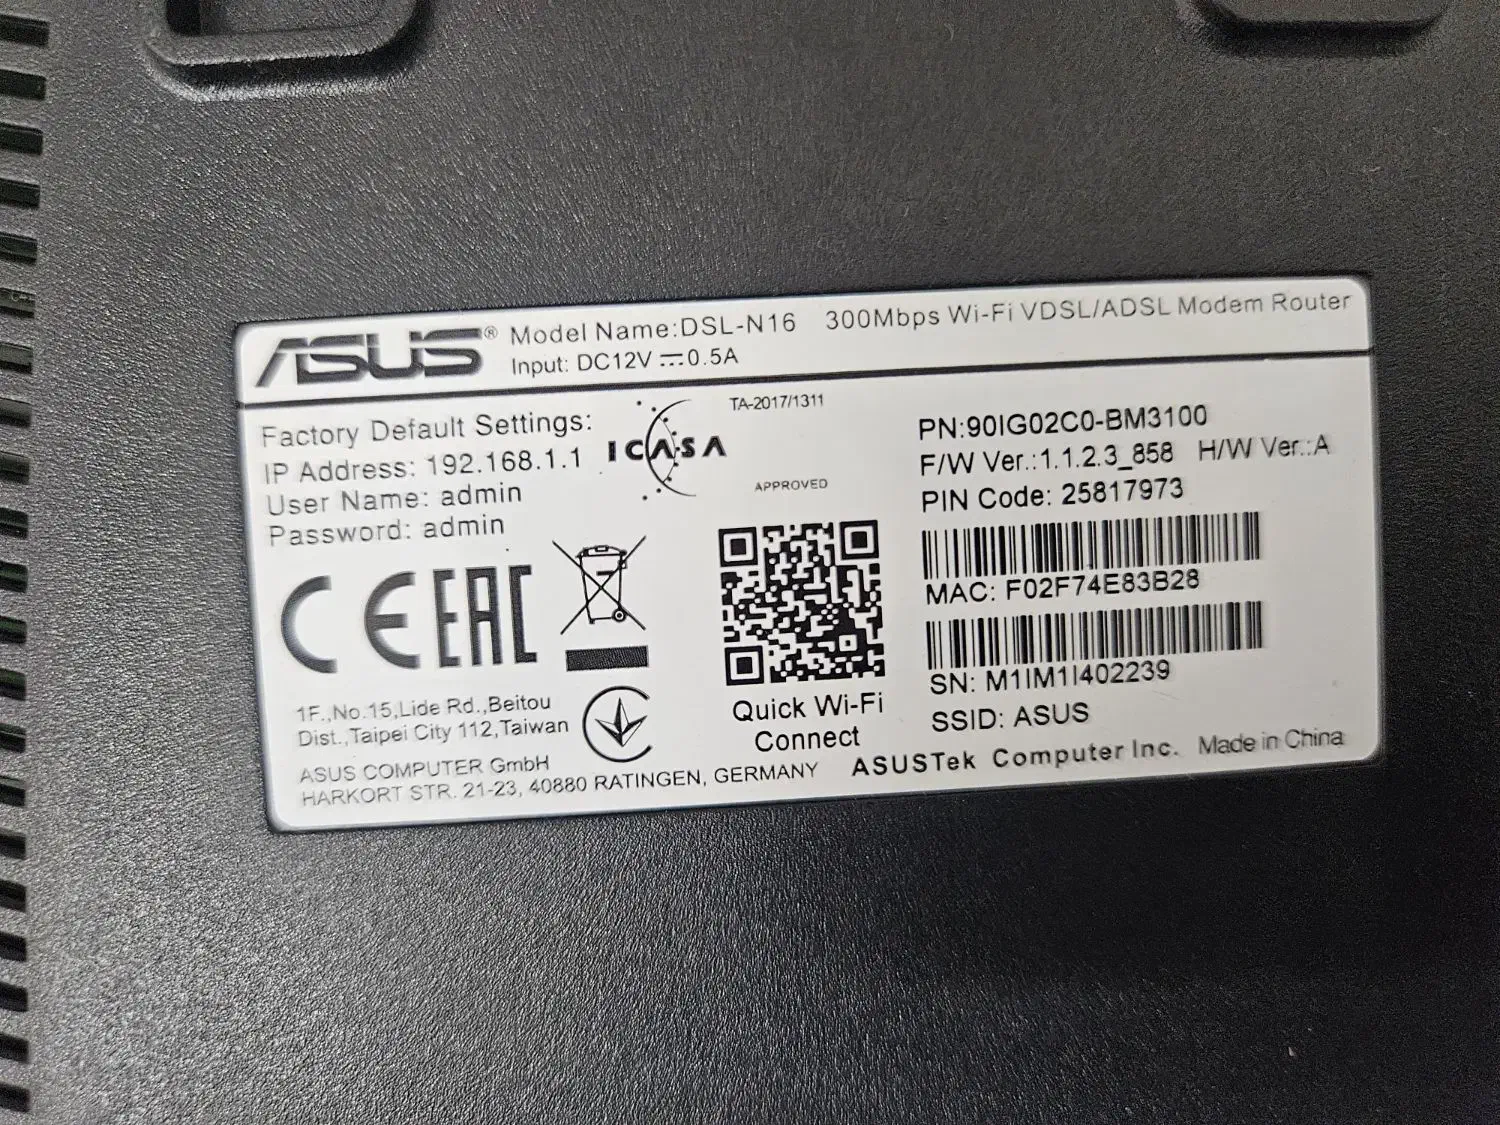 ASUS® Model Name:DSL-N16 300Mbps Wi-Fi VDSL/ADSL Modem Router
Input: DC12V ⎓0.5A
Factory Default Settings:
IP Address: 192.168.1.1
User Name: admin
Password: admin
TA-2017/1311
ICASA
APPROVED
CE EAC
Quick Wi-Fi
Connect
PN:90IG02C0-BM3100
F/W Ver.:1.1.2.3_858 H/W Ver.:A
PIN Code: 25817973
MAC: F02F74E83B28
SN: M1IM1I402239
SSID: ASUS
1F.,No.15,Lide Rd.,Beitou
Dist.,Taipei City 112,Taiwan
ASUS COMPUTER GmbH
HARKORT STR. 21-23, 40880 RATINGEN, GERMANY
ASUSTek Computer Inc. Made in China